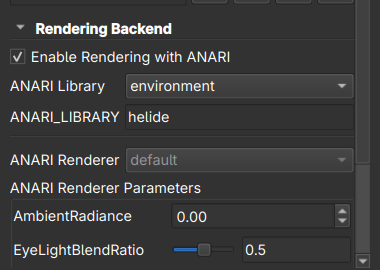 Rendering Backend
Enable Rendering with ANARI
ANARI Library environment
ANARI_LIBRARY helide
ANARI Renderer default
ANARI Renderer Parameters
AmbientRadiance 0.00
EyeLightBlendRatio 0.5